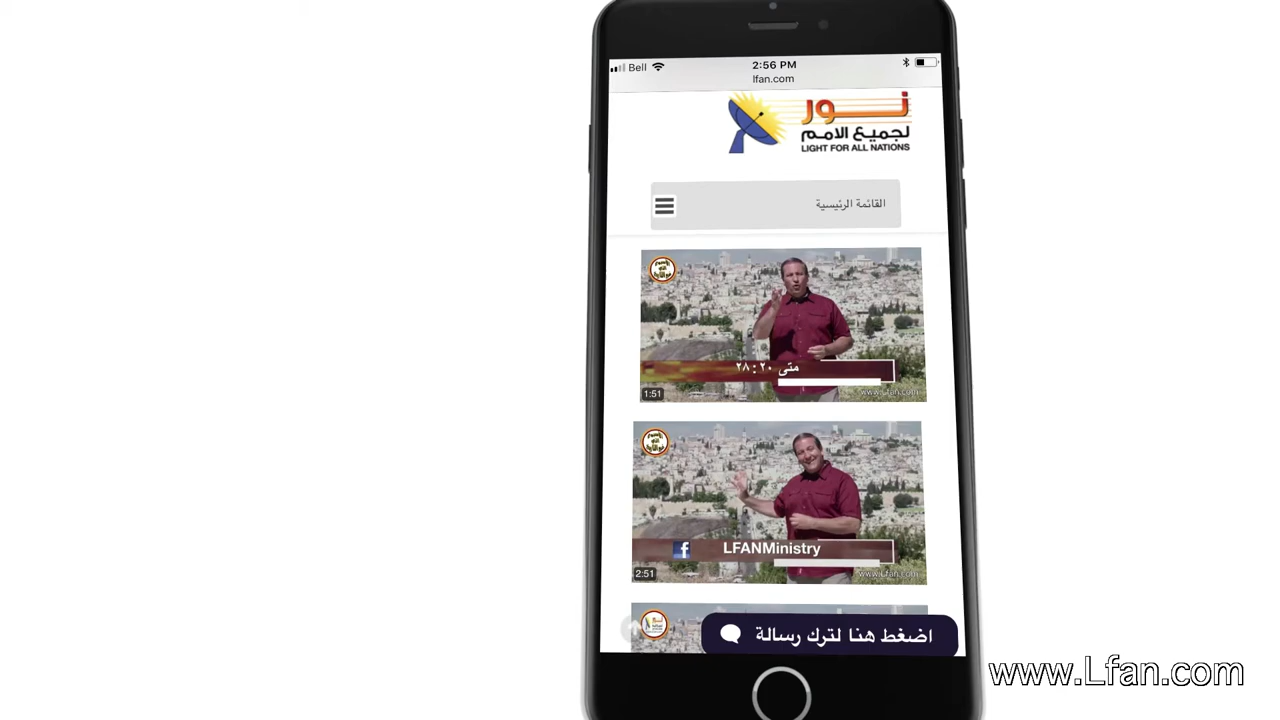 Bell
2:56 PM
lfan.com
نور
لجميع الامم
LIGHT FOR ALL NATIONS
القائمة الرئيسية
متى ٢٠ : ٢٨
www.Lfan.com
1:51
LFANMinistry
www.Lfan.com
2:51
اضغط هنا لترك رسالة
www.Lfan.com